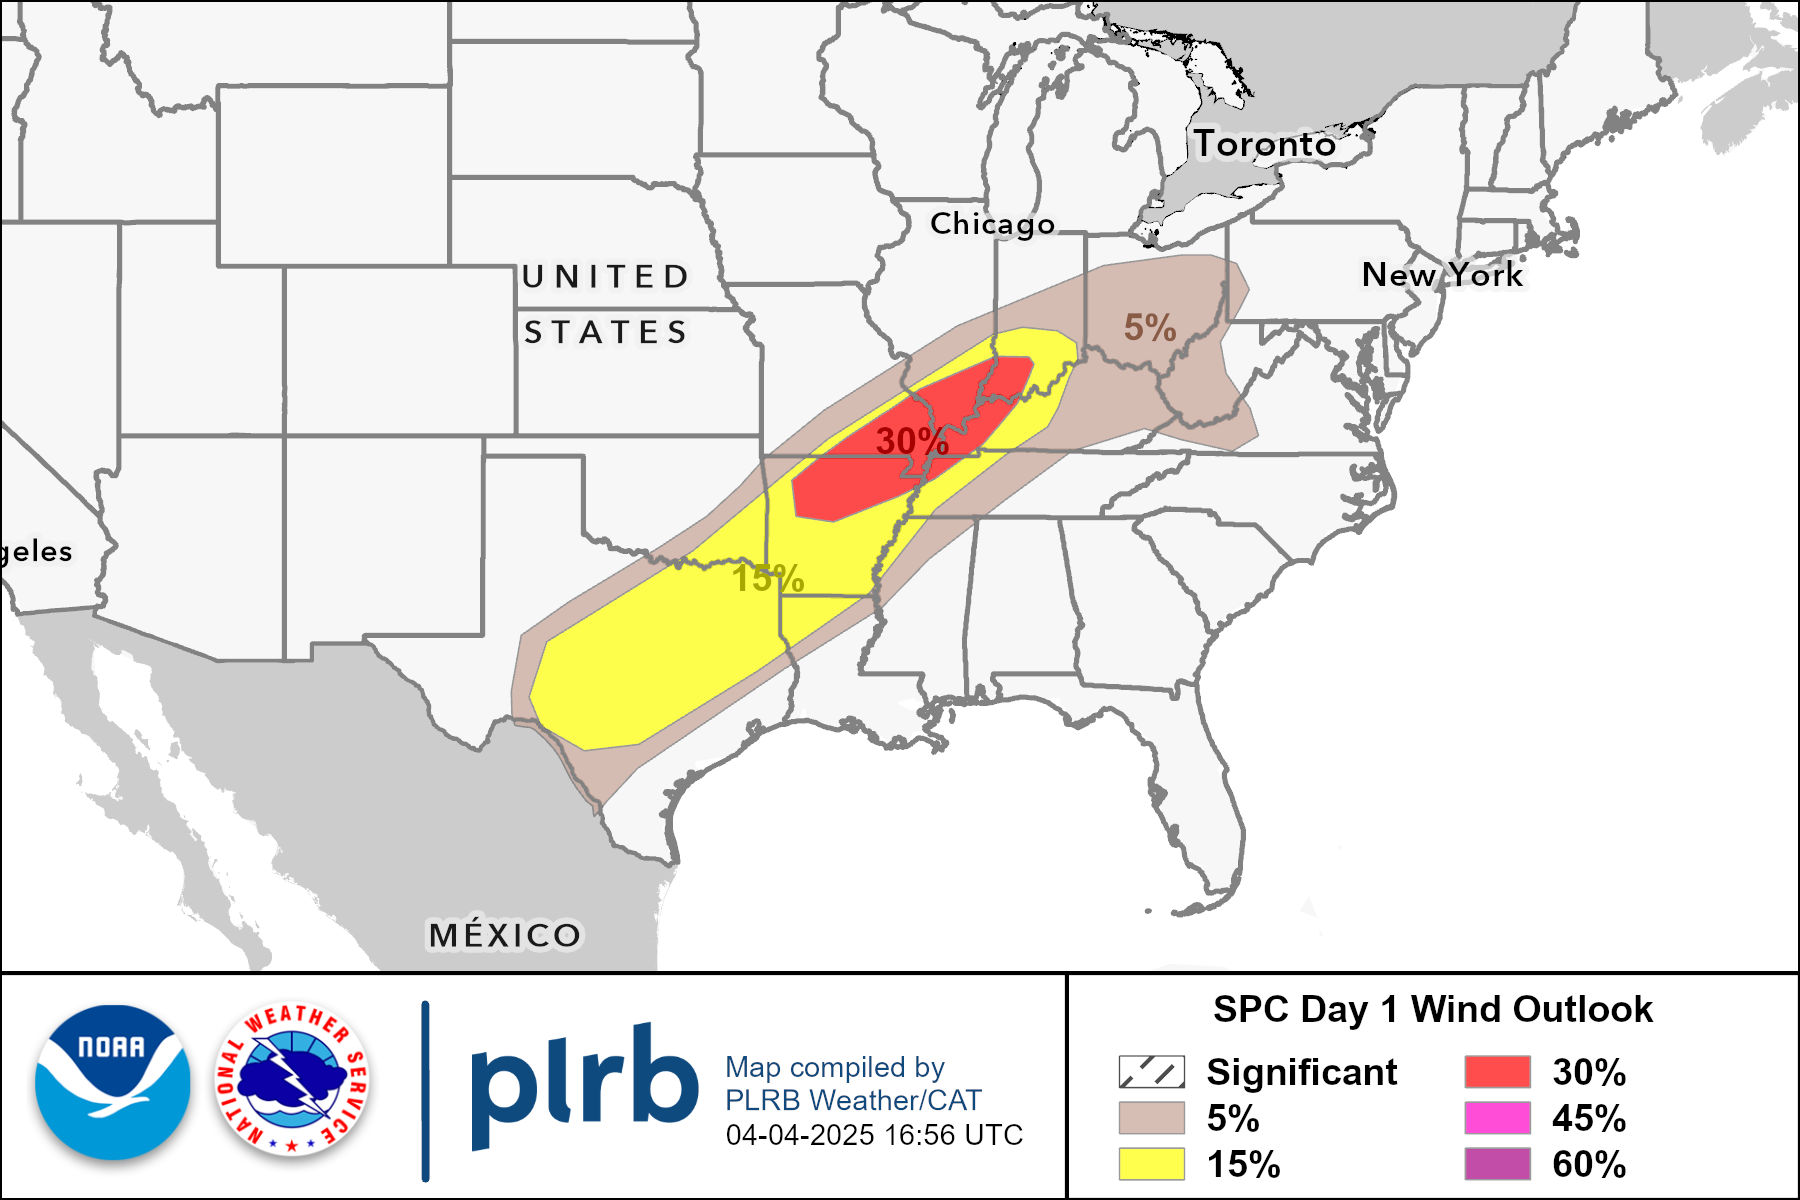 Toronto
Chicago
New York
UNITED
STATES
5%
30%
15%
geles
MÉXICO
NOAA
NATIONAL WEATHER SERVICE
plrb
Map compiled by
PLRB Weather/CAT
04-04-2025 16:56 UTC
SPC Day 1 Wind Outlook
Significant
5%
15%
30%
45%
60%